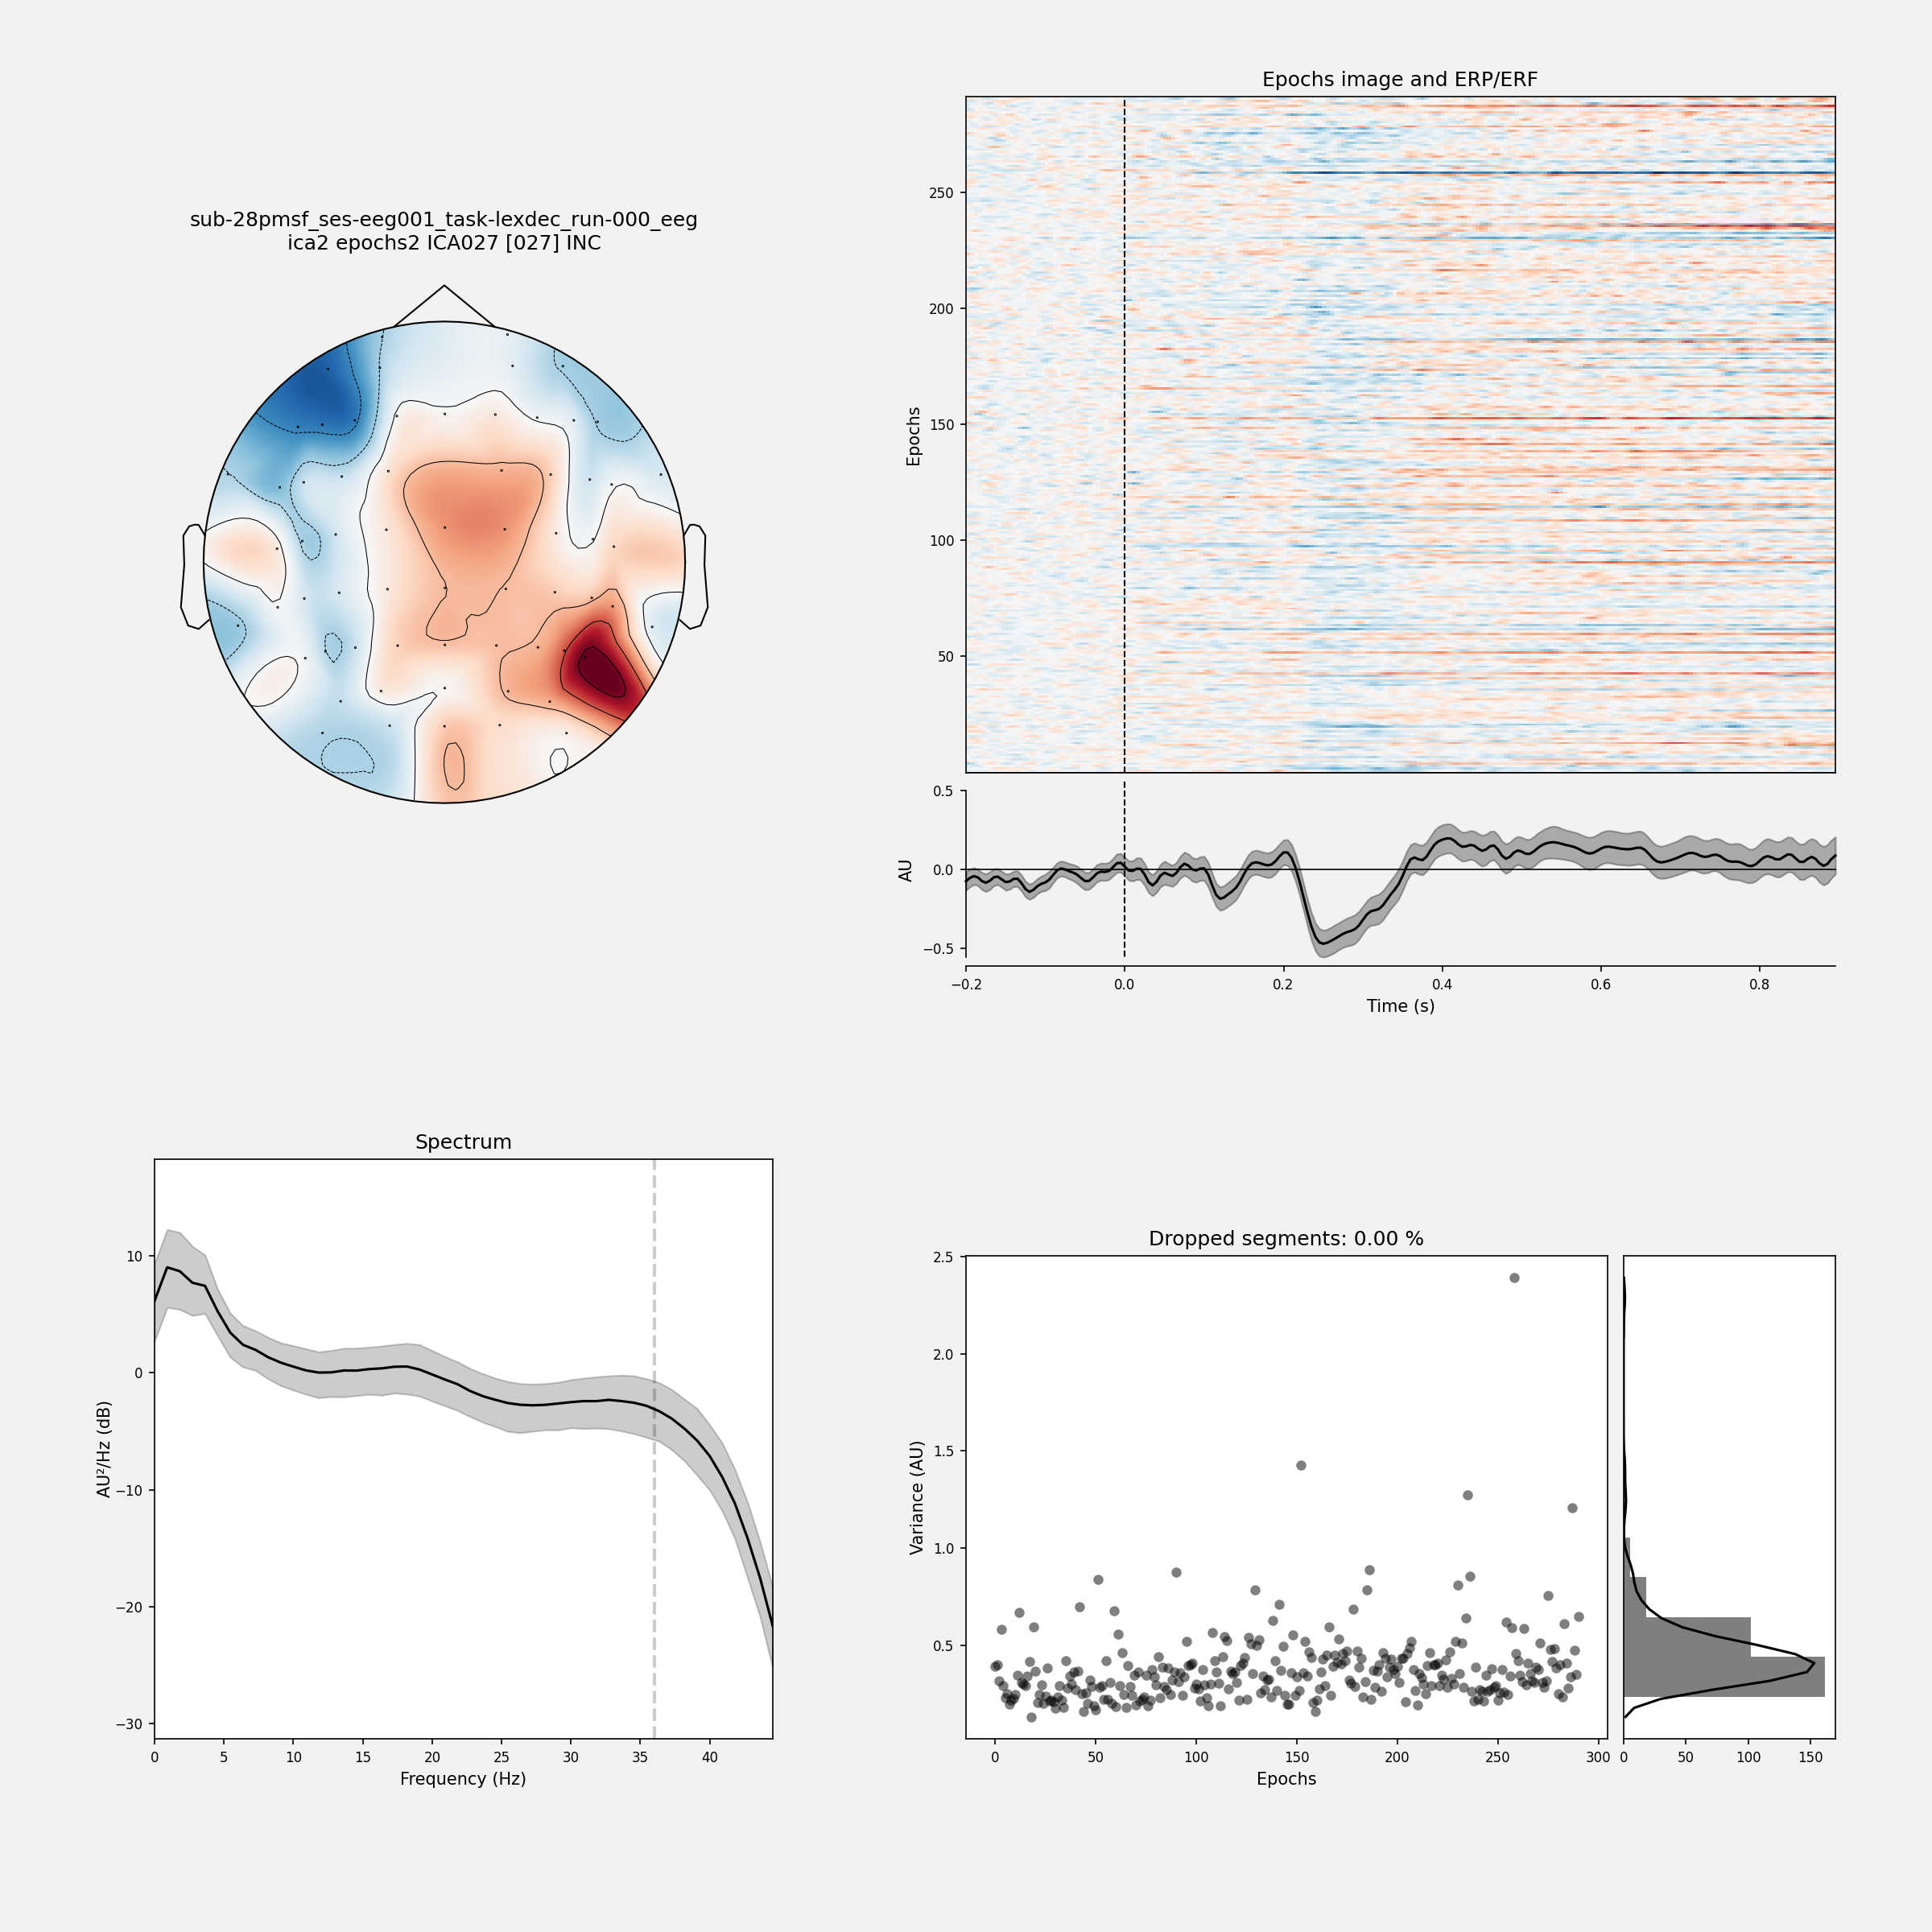 Epochs image and ERP/ERF
sub-28pmsf_ses-eeg001_task-lexdec_run-000_eeg
ica2 epochs2 ICA027 [027] INC
Epochs
250
200
150
100
50
AU
0.5
0.0
−0.5
−0.2 0.0 0.2 0.4 0.6 0.8
Time (s)
Spectrum
AU²/Hz (dB)
10
0
−10
−20
−30
0 5 10 15 20 25 30 35 40
Frequency (Hz)
Dropped segments: 0.00 %
Variance (AU)
2.5
2.0
1.5
1.0
0.5
0 50 100 150 200 250 300
Epochs
0 50 100 150